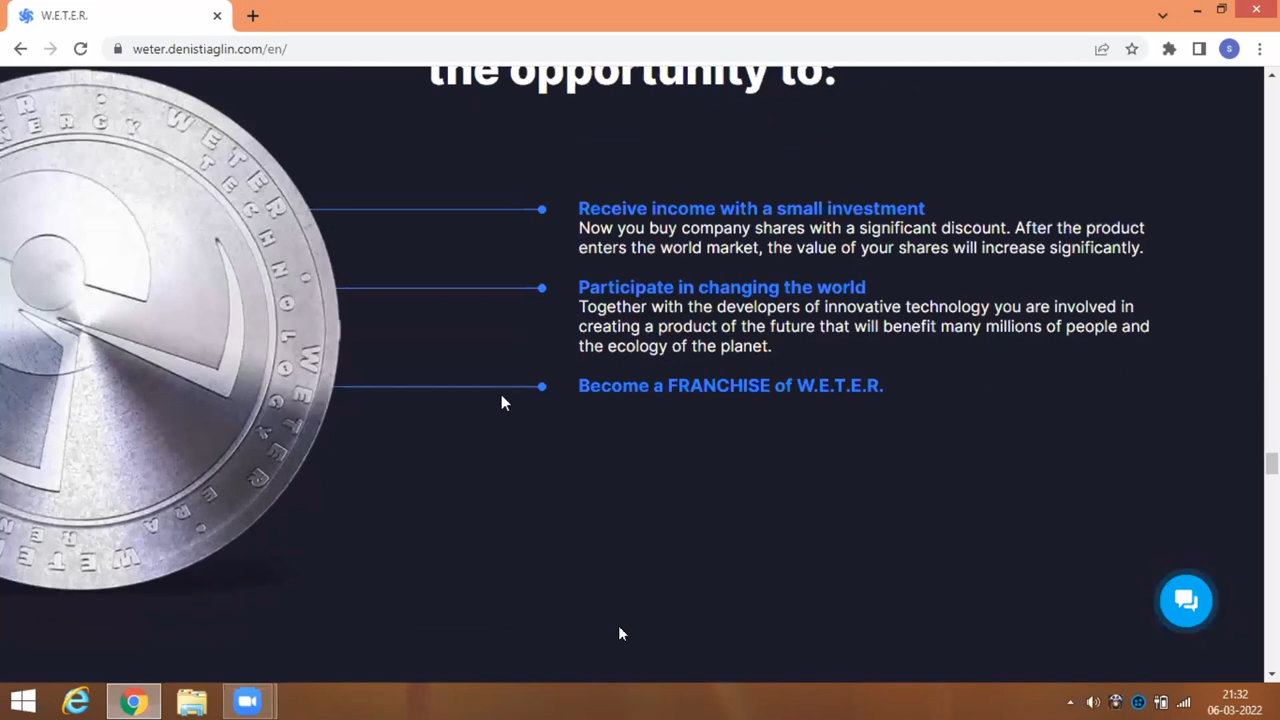 W.E.T.E.R.
weter.denistiaglin.com/en/
S
the opportunity to:
WETER
TECHNOLOGY
WETER
ERA
Receive income with a small investment
Now you buy company shares with a significant discount. After the product
enters the world market, the value of your shares will increase significantly.
Participate in changing the world
Together with the developers of innovative technology you are involved in
creating a product of the future that will benefit many millions of people and
the ecology of the planet.
Become a FRANCHISE of W.E.T.E.R.
21:32
06-03-2022